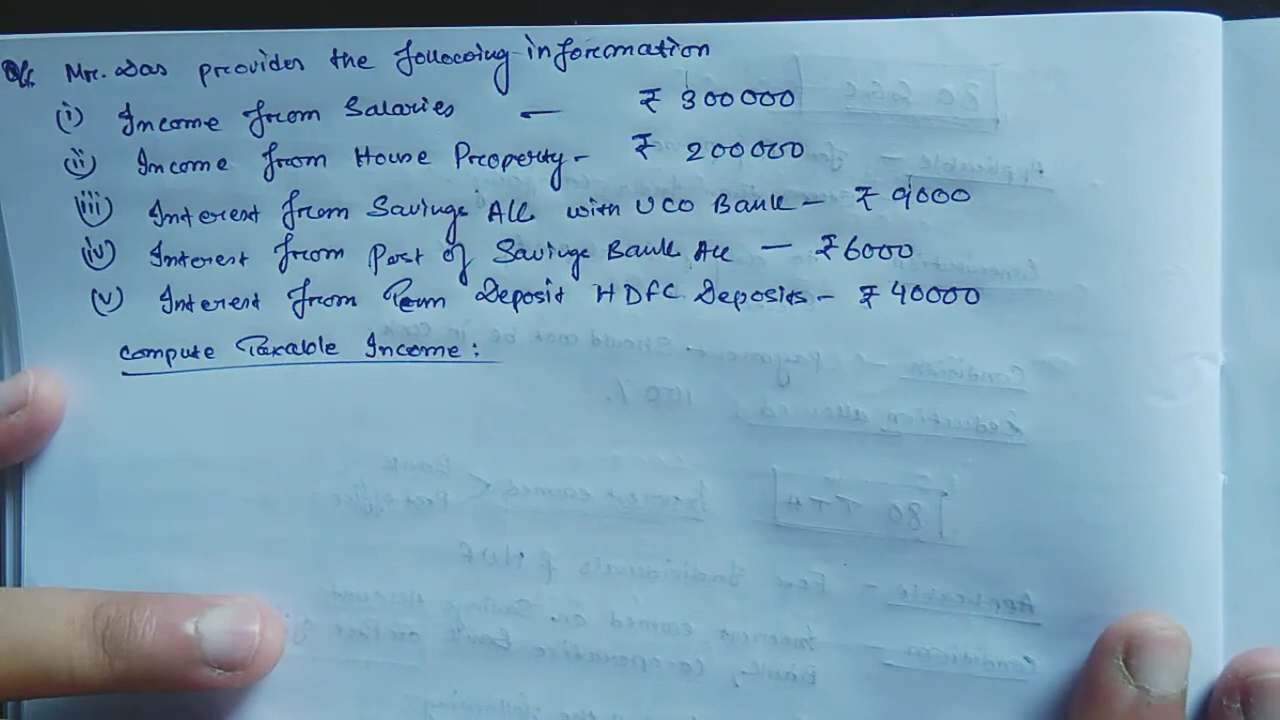 Mr. Das provides the following information
(i) Income from Salaries — ₹ 300000
(ii) Income from House Property - ₹ 200000
(iii) Interest from Savings A/c with UCO Bank - ₹ 9000
(iv) Interest from Post of Savings Bank A/c — ₹6000
(v) Interest from Term Deposit HDFC Deposits - ₹ 40000
Compute Taxable Income: